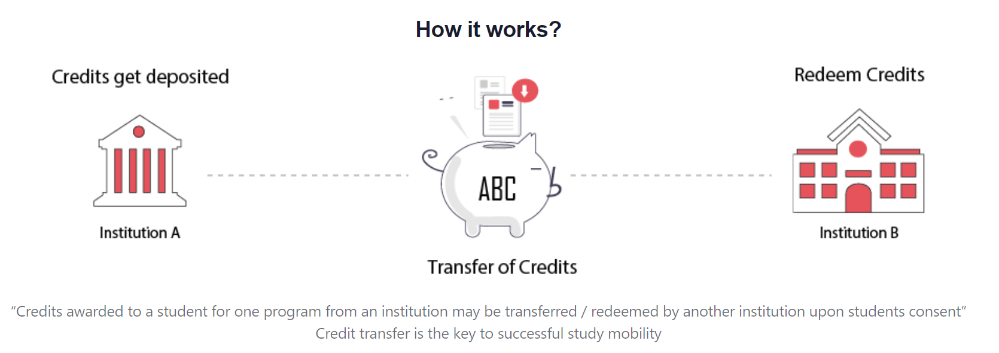 How it works?
Credits get deposited
Redeem Credits
ABC
Institution A
Institution B
Transfer of Credits
“Credits awarded to a student for one program from an institution may be transferred / redeemed by another institution upon students consent”
Credit transfer is the key to successful study mobility